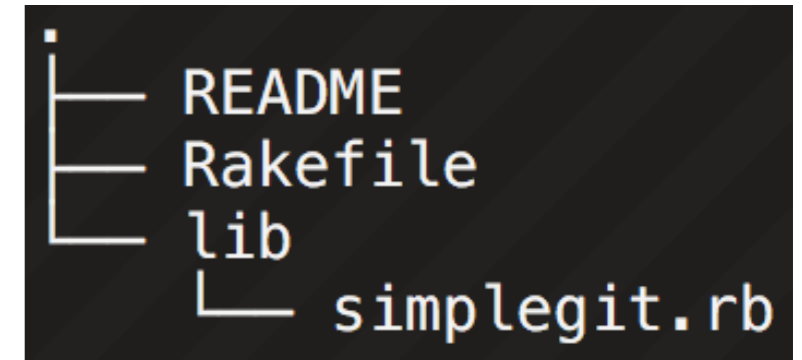 .
├── README
├── Rakefile
└── lib
    └── simplegit.rb